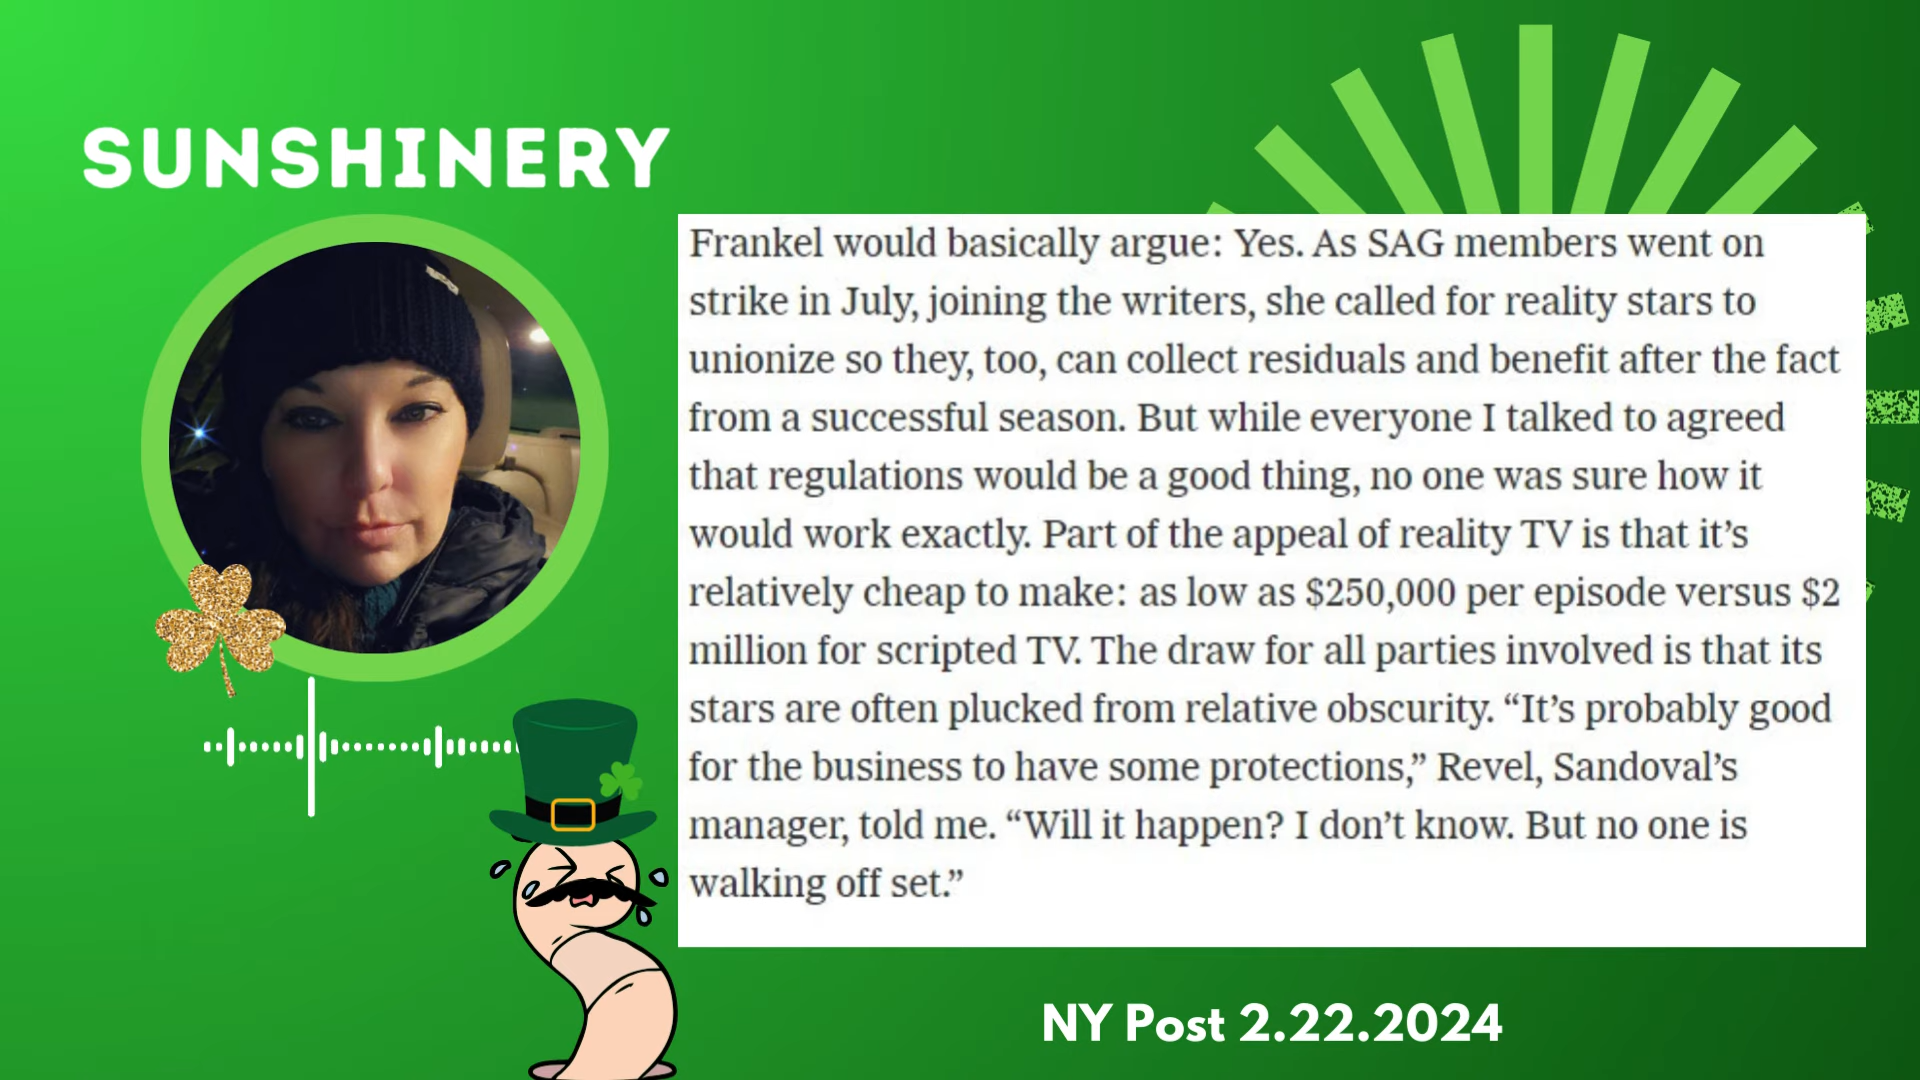 SUNSHINERY
Frankel would basically argue: Yes. As SAG members went on
strike in July, joining the writers, she called for reality stars to
unionize so they, too, can collect residuals and benefit after the fact
from a successful season. But while everyone I talked to agreed
that regulations would be a good thing, no one was sure how it
would work exactly. Part of the appeal of reality TV is that it’s
relatively cheap to make: as low as $250,000 per episode versus $2
million for scripted TV. The draw for all parties involved is that its
stars are often plucked from relative obscurity. “It’s probably good
for the business to have some protections,” Revel, Sandoval’s
manager, told me. “Will it happen? I don’t know. But no one is
walking off set.”
NY Post 2.22.2024